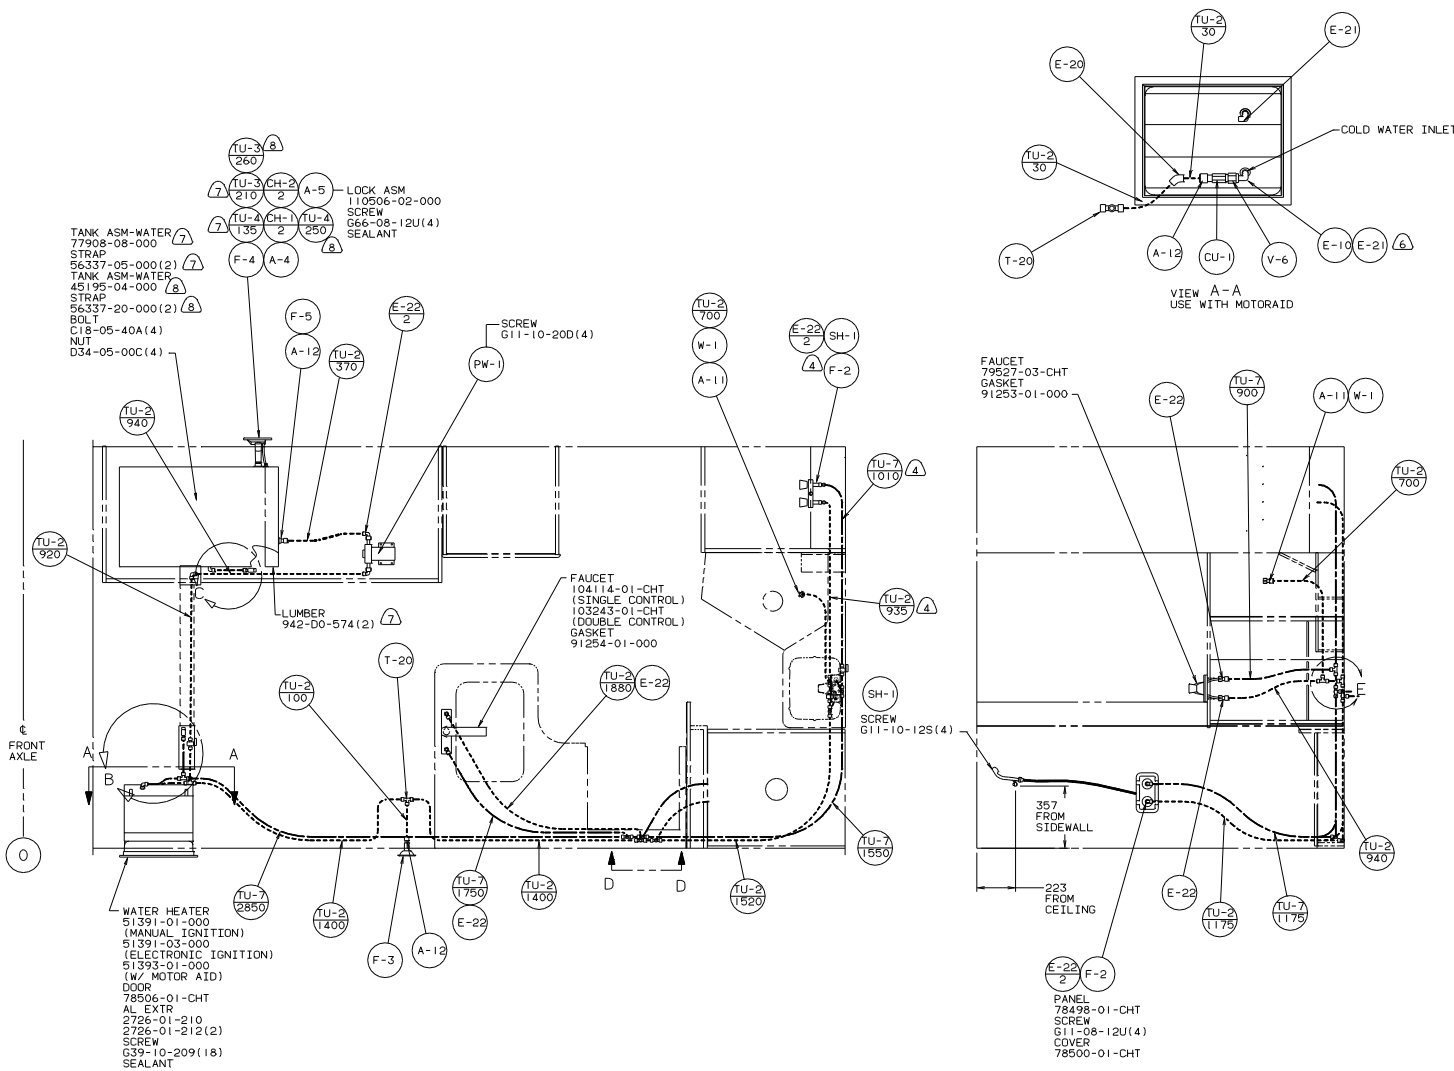 TU-2
30
E-21
E-20
COLD WATER INLET
TU-2
30
T-20
A-12
CU-1
V-6
E-10
E-21
6
VIEW A-A
USE WITH MOTORAID
TU-3
260
8
7
TU-3
210
CH-2
2
A-5
LOCK ASM
110506-02-000
SCREW
G66-08-12U(4)
SEALANT
7
TU-4
135
CH-1
2
TU-4
250
8
F-4
A-4
TANK ASM-WATER
77908-08-000
7
STRAP
56337-05-000(2)
7
TANK ASM-WATER
45195-04-000
8
STRAP
56337-20-000(2)
8
BOLT
C18-05-40A(4)
NUT
D34-05-00C(4)
F-5
A-12
TU-2
370
E-22
2
SCREW
G11-10-20D(4)
PW-1
TU-2
940
TU-2
920
C
LUMBER
942-D0-574(2)
7
TU-2
700
W-1
A-11
E-22
2
SH-1
4
F-2
TU-7
1010
4
TU-2
935
4
FAUCET
104114-01-CHT
(SINGLE CONTROL)
103243-01-CHT
(DOUBLE CONTROL)
GASKET
91254-01-000
T-20
TU-2
100
TU-2
1880
E-22
SH-1
SCREW
G11-10-12S(4)
FAUCET
79527-03-CHT
GASKET
91253-01-000
E-22
TU-7
900
A-11
W-1
TU-2
700
E
℄
FRONT
AXLE
0
A
A
B
TU-7
2850
TU-2
1400
F-3
A-12
TU-7
1750
E-22
TU-2
1400
D
D
TU-2
1520
TU-7
1550
357
FROM
SIDEWALL
223
FROM
CEILING
E-22
TU-2
1175
TU-7
1175
TU-2
940
E-22
2
F-2
PANEL
78498-01-CHT
SCREW
G11-08-12U(4)
COVER
78500-01-CHT
WATER HEATER
51391-01-000
(MANUAL IGNITION)
51391-03-000
(ELECTRONIC IGNITION)
51393-01-000
(W/ MOTOR AID)
DOOR
78506-01-CHT
AL EXTR
2726-01-210
2726-01-212(2)
SCREW
G39-10-209(18)
SEALANT